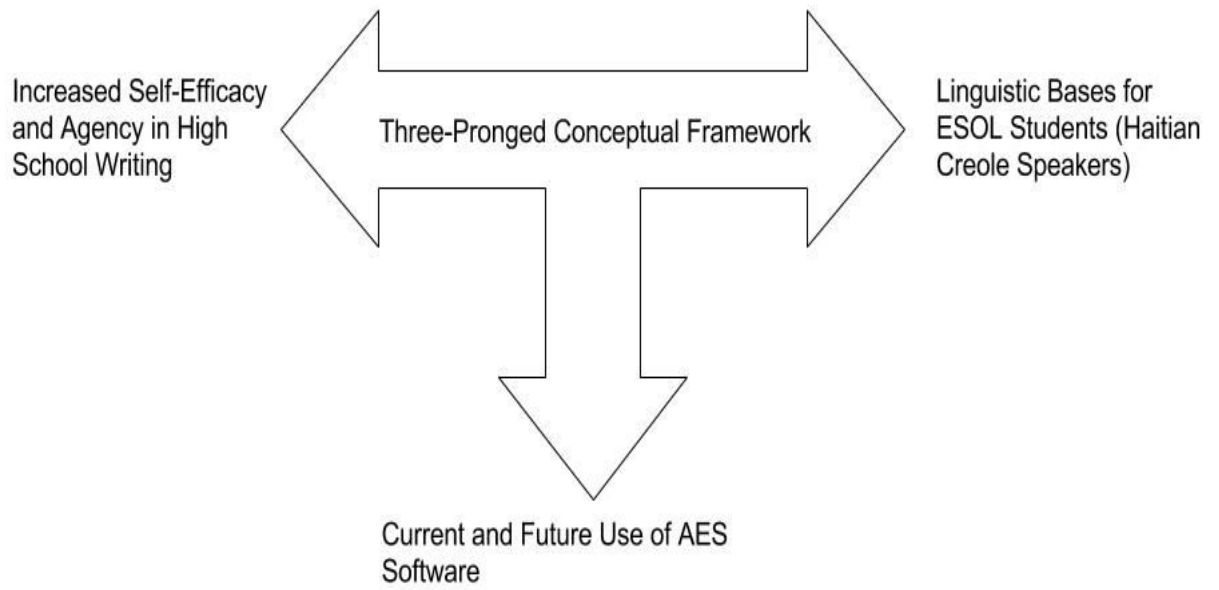 Increased Self-Efficacy
and Agency in High
School Writing
Three-Pronged Conceptual Framework
Linguistic Bases for
ESOL Students (Haitian
Creole Speakers)
Current and Future Use of AES
Software